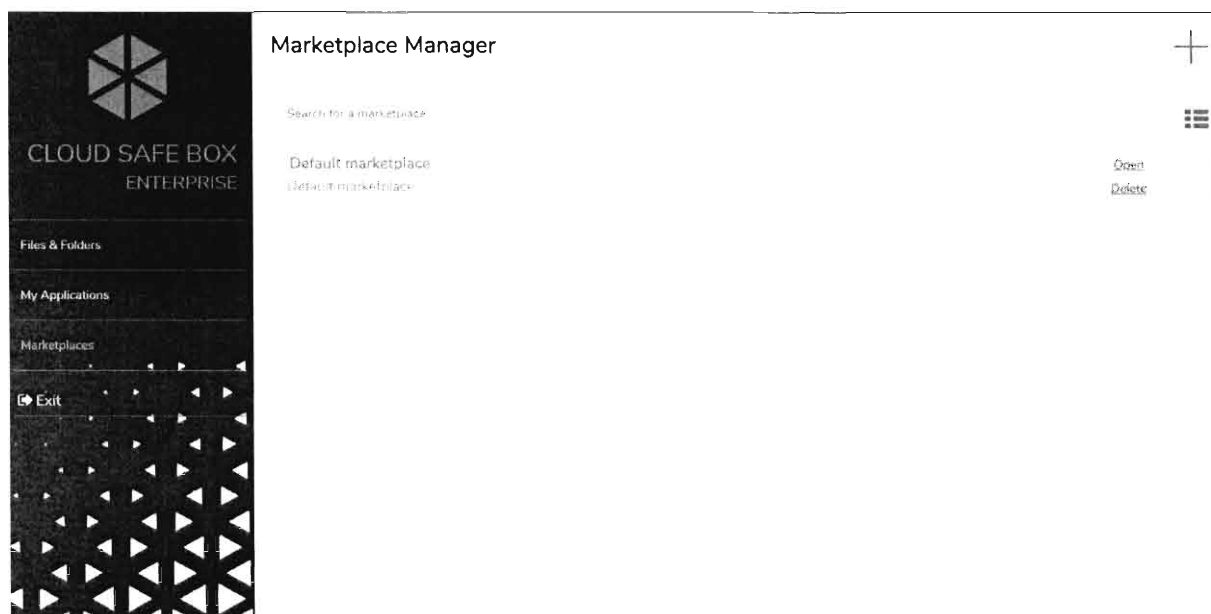 CLOUD SAFE BOX
ENTERPRISE
Files & Folders
My Applications
Marketplaces
Exit
Marketplace Manager
Search for a marketplace
Default marketplace
Default marketplace
Open
Delete